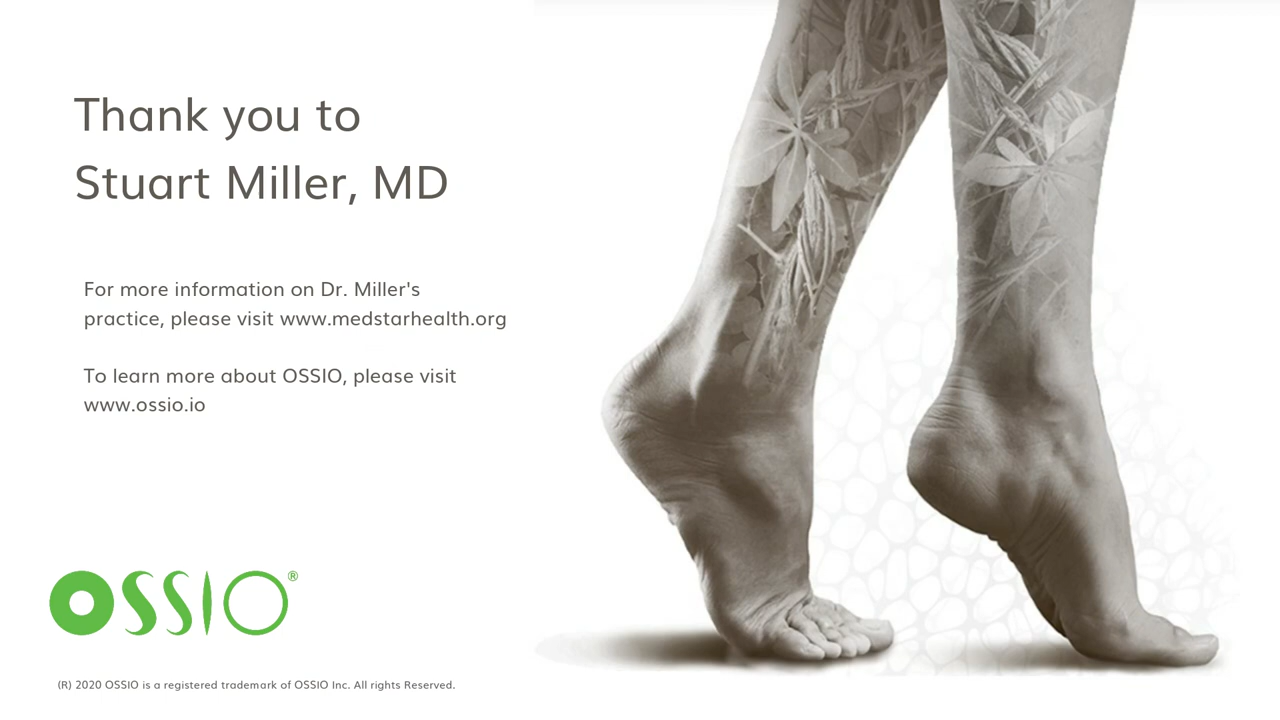 Thank you to
Stuart Miller, MD
For more information on Dr. Miller's
practice, please visit www.medstarhealth.org
To learn more about OSSIO, please visit
www.ossio.io
OSSIO®
(R) 2020 OSSIO is a registered trademark of OSSIO Inc. All rights Reserved.